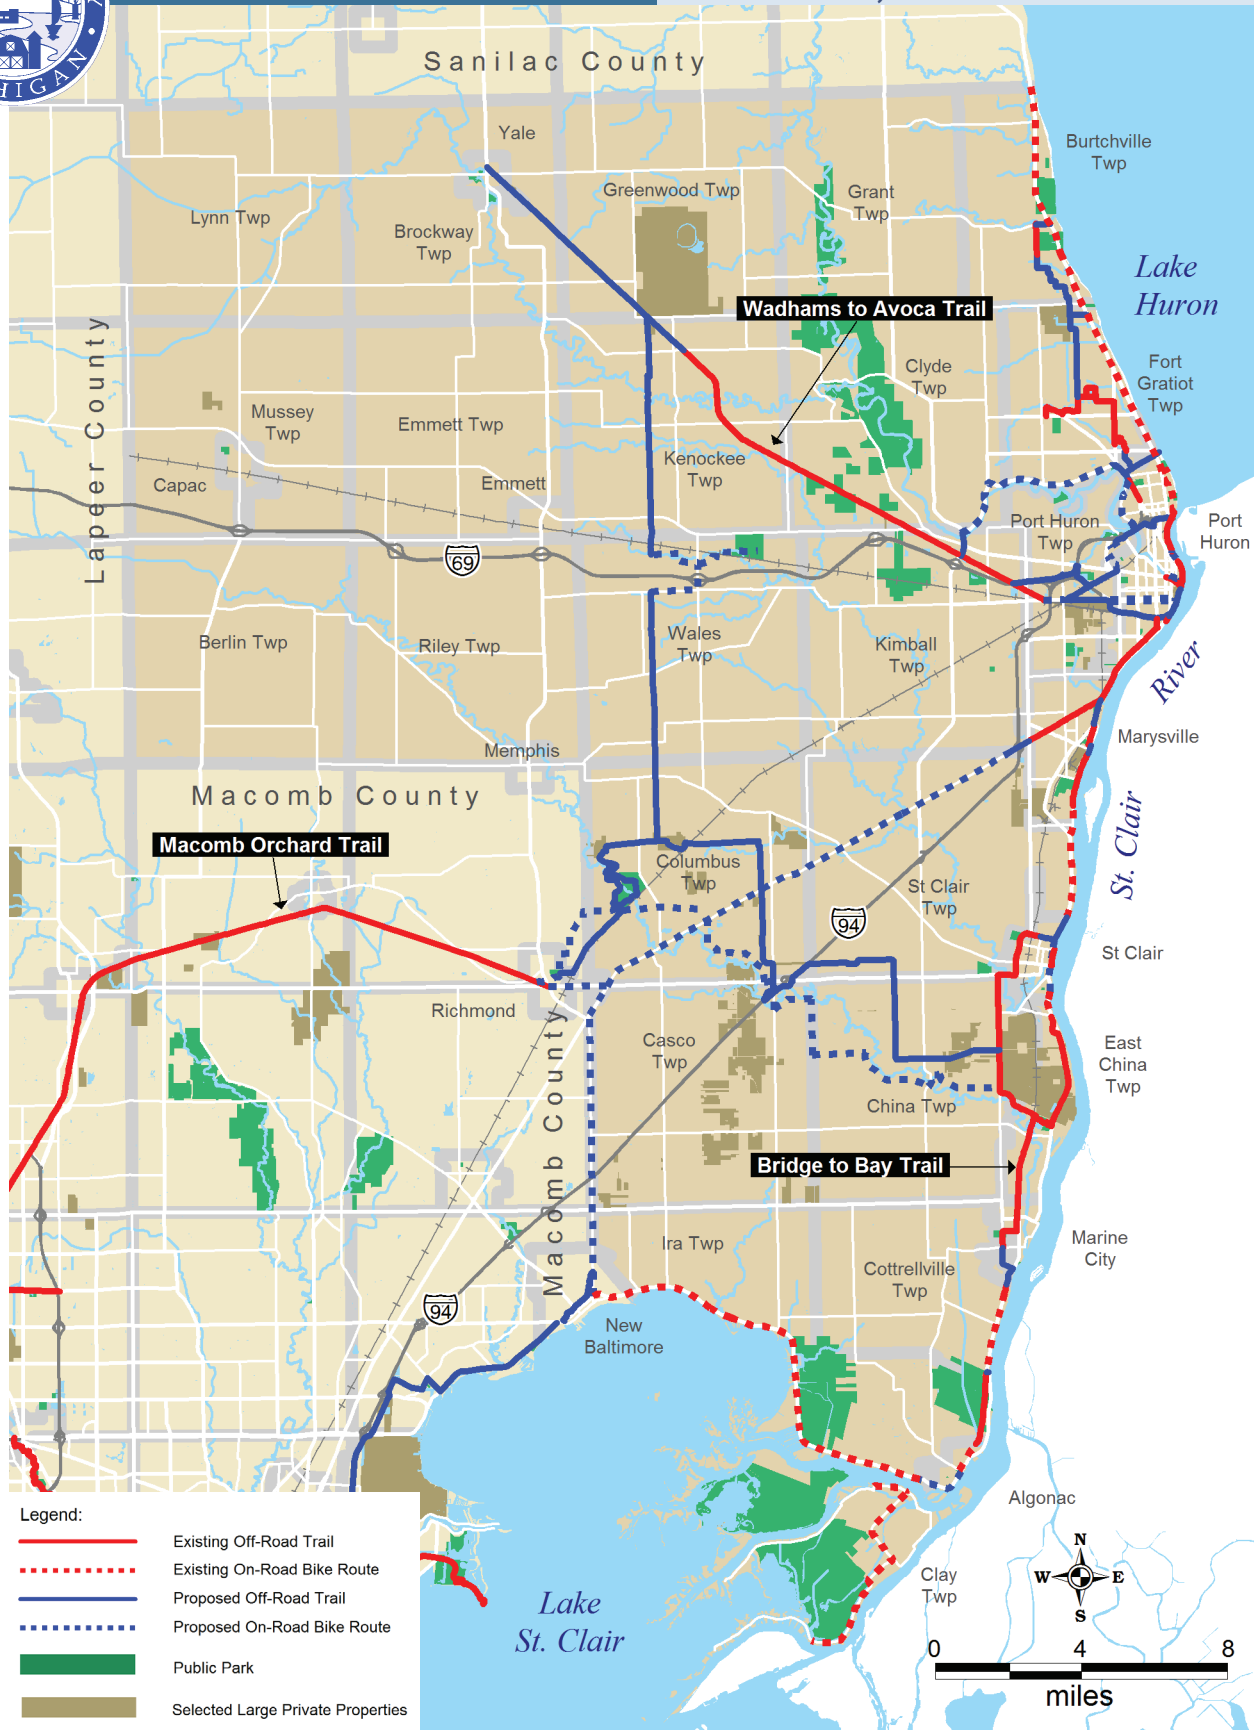 HIGAN
Sanilac County
Yale
Burtchville
Twp
Greenwood Twp
Grant
Twp
Lynn Twp
Brockway
Twp
Lake
Huron
Wadhams to Avoca Trail
Lapeer County
Fort
Gratiot
Twp
Clyde
Twp
Mussey
Twp
Emmett Twp
Kenockee
Twp
Capac
Emmett
Port Huron
Twp
Port
Huron
69
Berlin Twp
Riley Twp
Wales
Twp
Kimball
Twp
River
Marysville
Memphis
Macomb County
St. Clair
Macomb Orchard Trail
Columbus
Twp
St Clair
Twp
94
St Clair
Richmond
Macomb County
Casco
Twp
East
China
Twp
China Twp
Bridge to Bay Trail
Ira Twp
Marine
City
Cottrellville
Twp
94
New
Baltimore
Algonac
Clay
Twp
Lake
St. Clair
N
W E
S
0 4 8
miles
Legend:
Existing Off-Road Trail
Existing On-Road Bike Route
Proposed Off-Road Trail
Proposed On-Road Bike Route
Public Park
Selected Large Private Properties